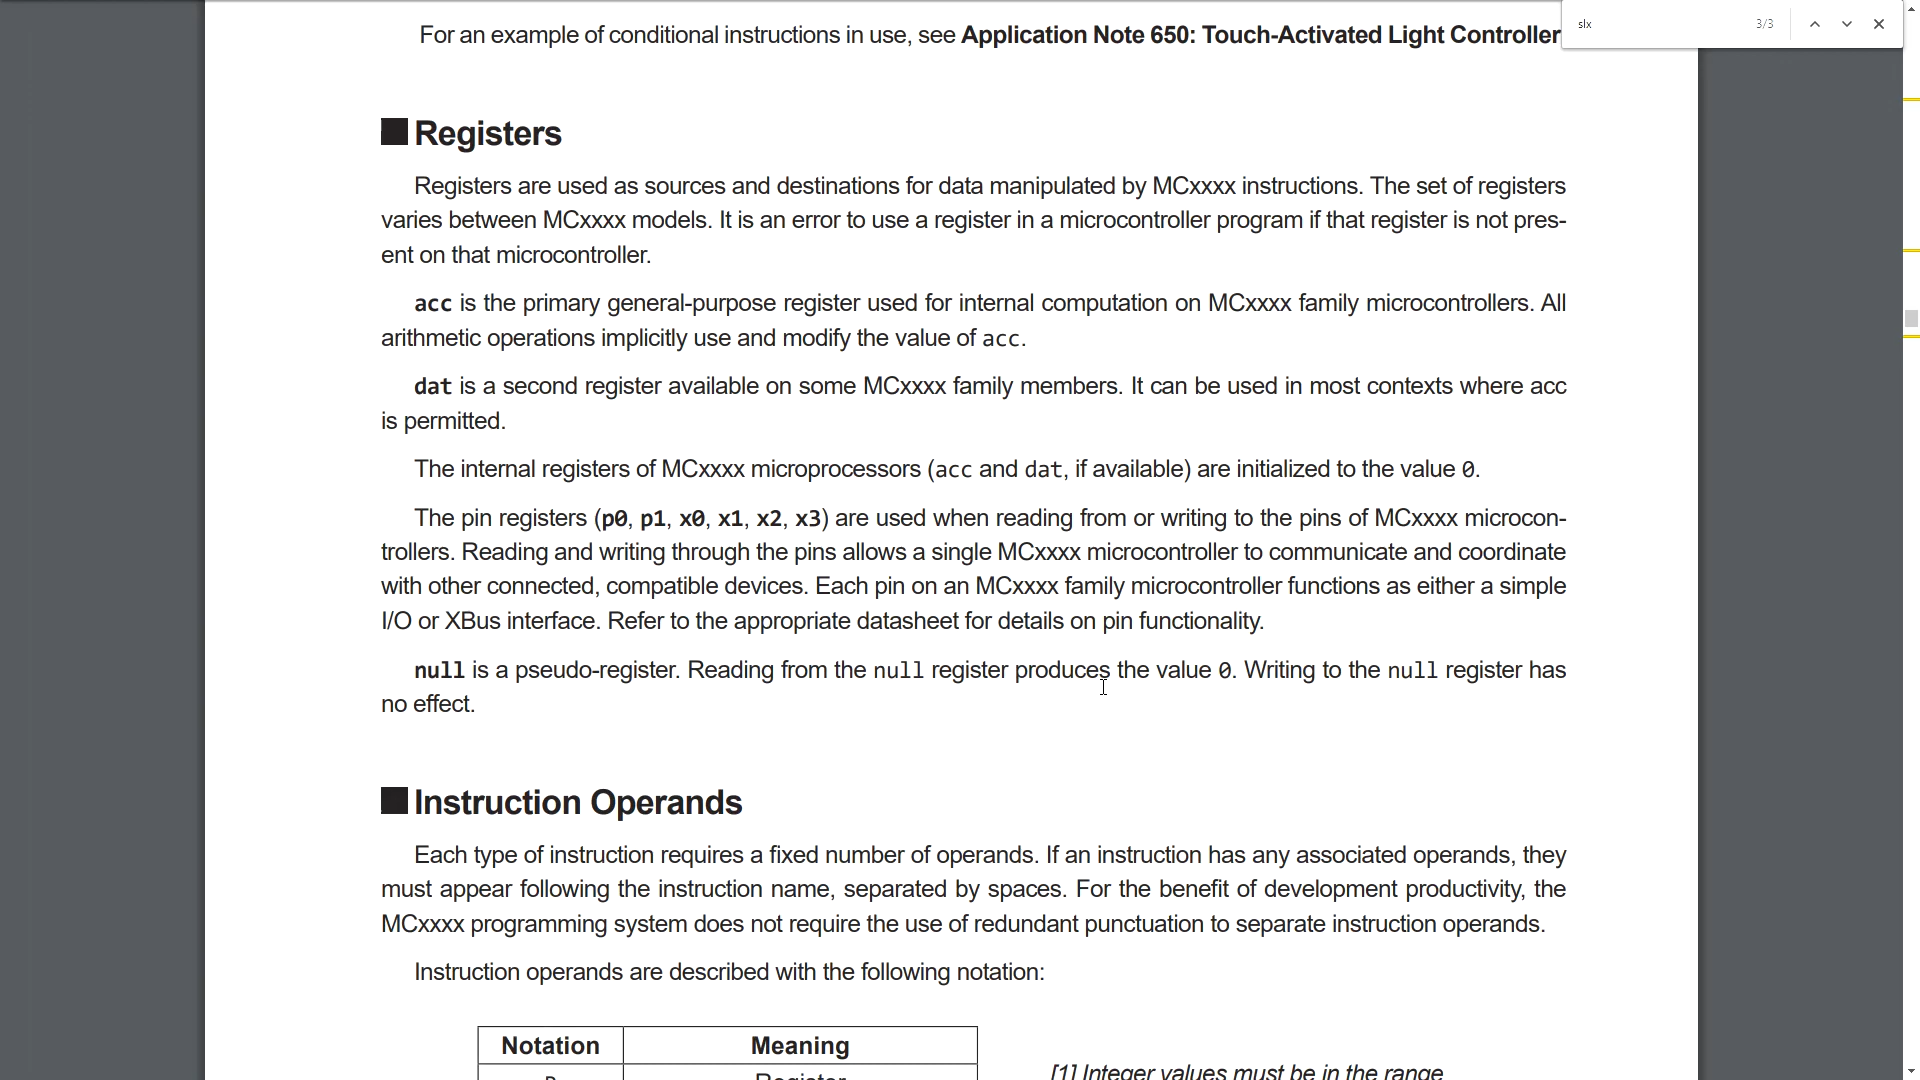 For an example of conditional instructions in use, see Application Note 650: Touch-Activated Light Controller
slx
3/3
Registers
Registers are used as sources and destinations for data manipulated by MCxxxx instructions. The set of registers
varies between MCxxxx models. It is an error to use a register in a microcontroller program if that register is not pres-
ent on that microcontroller.
acc is the primary general-purpose register used for internal computation on MCxxxx family microcontrollers. All
arithmetic operations implicitly use and modify the value of acc.
dat is a second register available on some MCxxxx family members. It can be used in most contexts where acc
is permitted.
The internal registers of MCxxxx microprocessors (acc and dat, if available) are initialized to the value 0.
The pin registers (p0, p1, x0, x1, x2, x3) are used when reading from or writing to the pins of MCxxxx microcon-
trollers. Reading and writing through the pins allows a single MCxxxx microcontroller to communicate and coordinate
with other connected, compatible devices. Each pin on an MCxxxx family microcontroller functions as either a simple
I/O or XBus interface. Refer to the appropriate datasheet for details on pin functionality.
null is a pseudo-register. Reading from the null register produces the value 0. Writing to the null register has
no effect.
Instruction Operands
Each type of instruction requires a fixed number of operands. If an instruction has any associated operands, they
must appear following the instruction name, separated by spaces. For the benefit of development productivity, the
MCxxxx programming system does not require the use of redundant punctuation to separate instruction operands.
Instruction operands are described with the following notation:
Notation Meaning
[1] Integer values must be in the range
Register